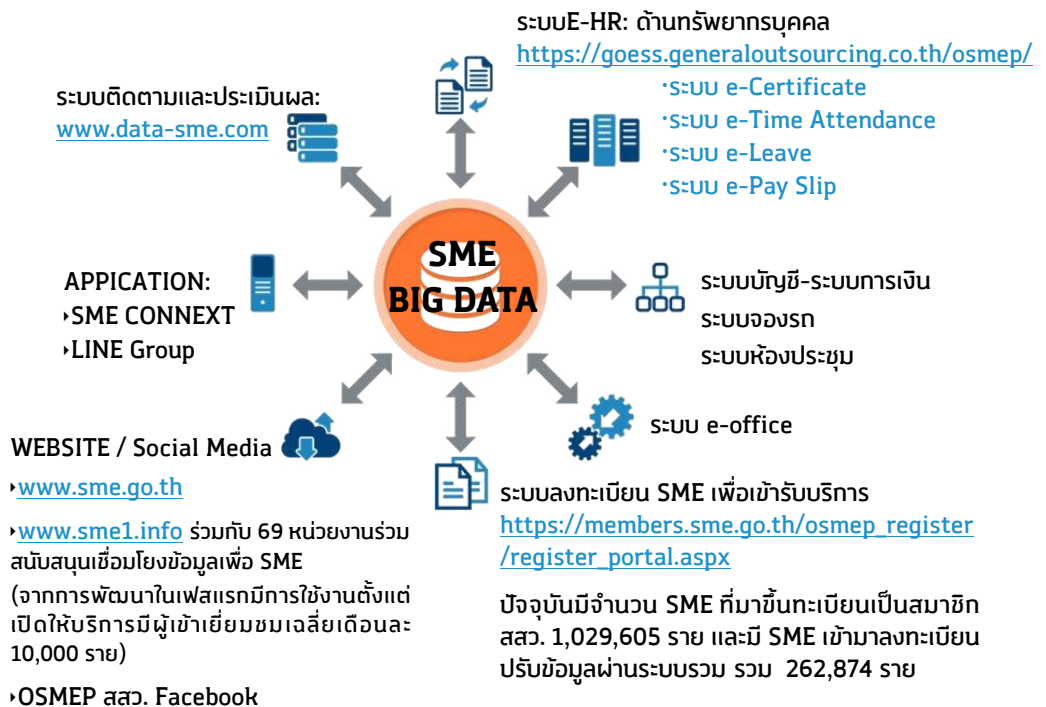 ระบบE-HR: ด้านทรัพยากรบุคคล
https://goess.generaloutsourcing.co.th/osmep/
·ระบบ e-Certificate
·ระบบ e-Time Attendance
·ระบบ e-Leave
·ระบบ e-Pay Slip
ระบบติดตามและประเมินผล:
www.data-sme.com
SME
BIG DATA
APPICATION:
‣SME CONNEXT
‣LINE Group
ระบบบัญชี-ระบบการเงิน
ระบบจองรถ
ระบบห้องประชุม
ระบบ e-office
WEBSITE / Social Media
‣www.sme.go.th
‣www.sme1.info ร่วมกับ 69 หน่วยงานร่วม
สนับสนุนเชื่อมโยงข้อมูลเพื่อ SME
(จากการพัฒนาในเฟสแรกมีการใช้งานตั้งแต่
เปิดให้บริการมีผู้เข้าเยี่ยมชมเฉลี่ยเดือนละ
10,000 ราย)
‣OSMEP สสว. Facebook
ระบบลงทะเบียน SME เพื่อเข้ารับบริการ
https://members.sme.go.th/osmep_register
/register_portal.aspx
ปัจจุบันมีจำนวน SME ที่มาขึ้นทะเบียนเป็นสมาชิก
สสว. 1,029,605 ราย และมี SME เข้ามาลงทะเบียน
ปรับข้อมูลผ่านระบบรวม รวม 262,874 ราย